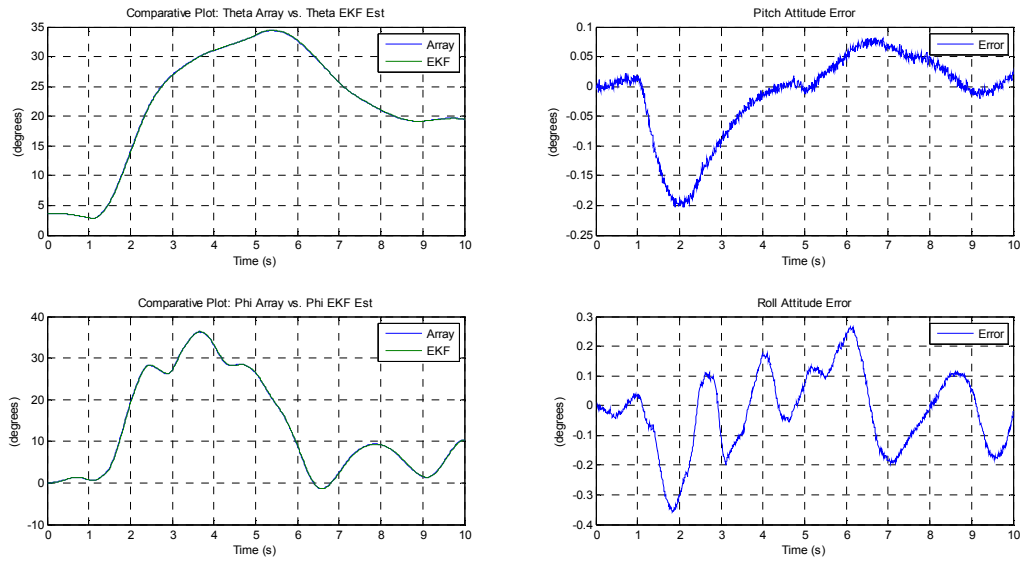 Comparative Plot: Theta Array vs. Theta EKF Est
35
30
25
20
15
10
5
0
(degrees)
Array
EKF
0 1 2 3 4 5 6 7 8 9 10
Time (s)
Pitch Attitude Error
0.1
0.05
0
-0.05
-0.1
-0.15
-0.2
-0.25
(degrees)
Error
0 1 2 3 4 5 6 7 8 9 10
Time (s)
Comparative Plot: Phi Array vs. Phi EKF Est
40
30
20
10
0
-10
(degrees)
Array
EKF
0 1 2 3 4 5 6 7 8 9 10
Time (s)
Roll Attitude Error
0.3
0.2
0.1
0
-0.1
-0.2
-0.3
-0.4
(degrees)
Error
0 1 2 3 4 5 6 7 8 9 10
Time (s)